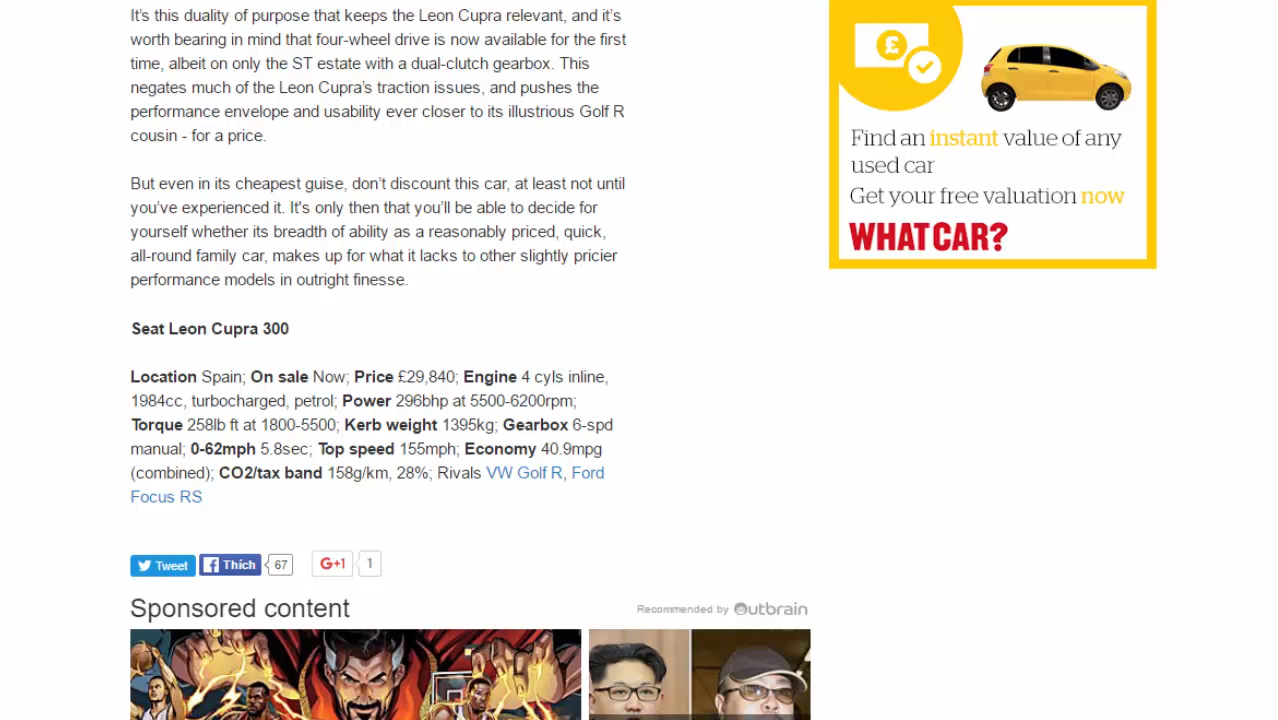 It’s this duality of purpose that keeps the Leon Cupra relevant, and it’s
worth bearing in mind that four-wheel drive is now available for the first
time, albeit on only the ST estate with a dual-clutch gearbox. This
negates much of the Leon Cupra’s traction issues, and pushes the
performance envelope and usability ever closer to its illustrious Golf R
cousin - for a price.
But even in its cheapest guise, don’t discount this car, at least not until
you’ve experienced it. It's only then that you’ll be able to decide for
yourself whether its breadth of ability as a reasonably priced, quick,
all-round family car, makes up for what it lacks to other slightly pricier
performance models in outright finesse.
Seat Leon Cupra 300
Location Spain; On sale Now; Price £29,840; Engine 4 cyls inline,
1984cc, turbocharged, petrol; Power 296bhp at 5500-6200rpm;
Torque 258lb ft at 1800-5500; Kerb weight 1395kg; Gearbox 6-spd
manual; 0-62mph 5.8sec; Top speed 155mph; Economy 40.9mpg
(combined); CO2/tax band 158g/km, 28%; Rivals VW Golf R, Ford
Focus RS
Tweet Thích 67 G+1 1
Sponsored content
Recommended by Outbrain
£
Find an instant value of any
used car
Get your free valuation now
WHAT CAR?